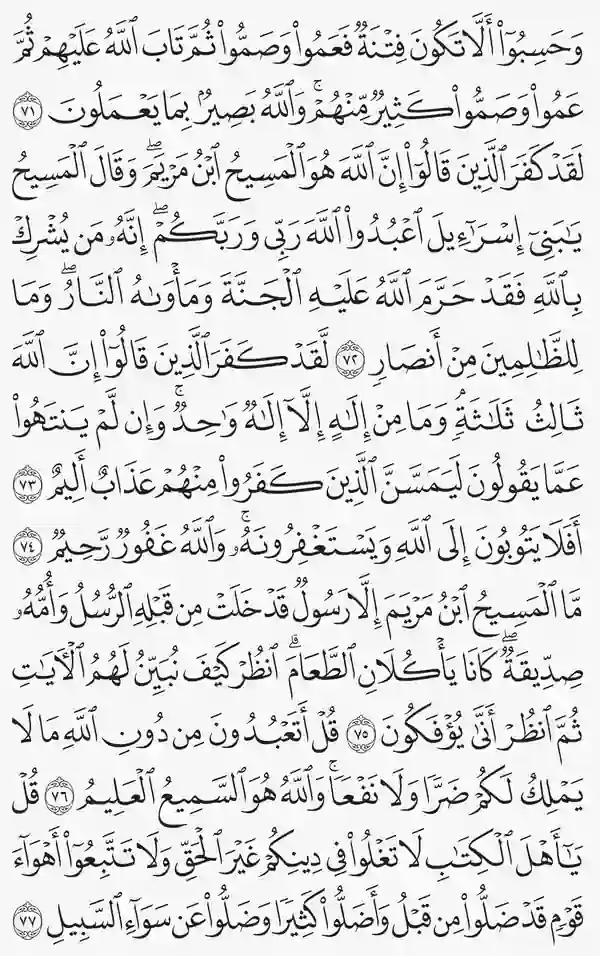 وَحَسِبُوٓا۟ أَلَّا تَكُونَ فِتْنَةٌ فَعَمُوا۟ وَصَمُّوا۟ ثُمَّ تَابَ ٱللَّهُ عَلَيْهِمْ ثُمَّ
عَمُوا۟ وَصَمُّوا۟ كَثِيرٌ مِّنْهُمْ ۚ وَٱللَّهُ بَصِيرٌۢ بِمَا يَعْمَلُونَ ٧١
لَقَدْ كَفَرَ ٱلَّذِينَ قَالُوٓا۟ إِنَّ ٱللَّهَ هُوَ ٱلْمَسِيحُ ٱبْنُ مَرْيَمَ ۖ وَقَالَ ٱلْمَسِيحُ
يَٰبَنِىٓ إِسْرَٰٓءِيلَ ٱعْبُدُوا۟ ٱللَّهَ رَبِّى وَرَبَّكُمْ ۖ إِنَّهُۥ مَن يُشْرِكْ
بِٱللَّهِ فَقَدْ حَرَّمَ ٱللَّهُ عَلَيْهِ ٱلْجَنَّةَ وَمَأْوَىٰهُ ٱلنَّارُ ۖ وَمَا
لِلظَّٰلِمِينَ مِنْ أَنصَارٍ ٧٢ لَّقَدْ كَفَرَ ٱلَّذِينَ قَالُوٓا۟ إِنَّ ٱللَّهَ
ثَالِثُ ثَلَٰثَةٍ ۘ وَمَا مِنْ إِلَٰهٍ إِلَّآ إِلَٰهٌ وَٰحِدٌ ۚ وَإِن لَّمْ يَنتَهُوا۟
عَمَّا يَقُولُونَ لَيَمَسَّنَّ ٱلَّذِينَ كَفَرُوا۟ مِنْهُمْ عَذَابٌ أَلِيمٌ ٧٣
أَفَلَا يَتُوبُونَ إِلَى ٱللَّهِ وَيَسْتَغْفِرُونَهُۥ ۚ وَٱللَّهُ غَفُورٌ رَّحِيمٌ ٧٤
مَّا ٱلْمَسِيحُ ٱبْنُ مَرْيَمَ إِلَّا رَسُولٌ قَدْ خَلَتْ مِن قَبْلِهِ ٱلرُّسُلُ وَأُمُّهُۥ
صِدِّيقَةٌ ۖ كَانَا يَأْكُلَانِ ٱلطَّعَامَ ۗ ٱنظُرْ كَيْفَ نُبَيِّنُ لَهُمُ ٱلْءَايَٰتِ
ثُمَّ ٱنظُرْ أَنَّىٰ يُؤْفَكُونَ ٧٥ قُلْ أَتَعْبُدُونَ مِن دُونِ ٱللَّهِ مَا لَا
يَمْلِكُ لَكُمْ ضَرًّا وَلَا نَفْعًا ۚ وَٱللَّهُ هُوَ ٱلسَّمِيعُ ٱلْعَلِيمُ ٧٦ قُلْ
يَٰٓأَهْلَ ٱلْكِتَٰبِ لَا تَغْلُوا۟ فِى دِينِكُمْ غَيْرَ ٱلْحَقِّ وَلَا تَتَّبِعُوٓا۟ أَهْوَآءَ
قَوْمٍ قَدْ ضَلُّوا۟ مِن قَبْلُ وَأَضَلُّوا۟ كَثِيرًا وَضَلُّوا۟ عَن سَوَآءِ ٱلسَّبِيلِ ٧٧